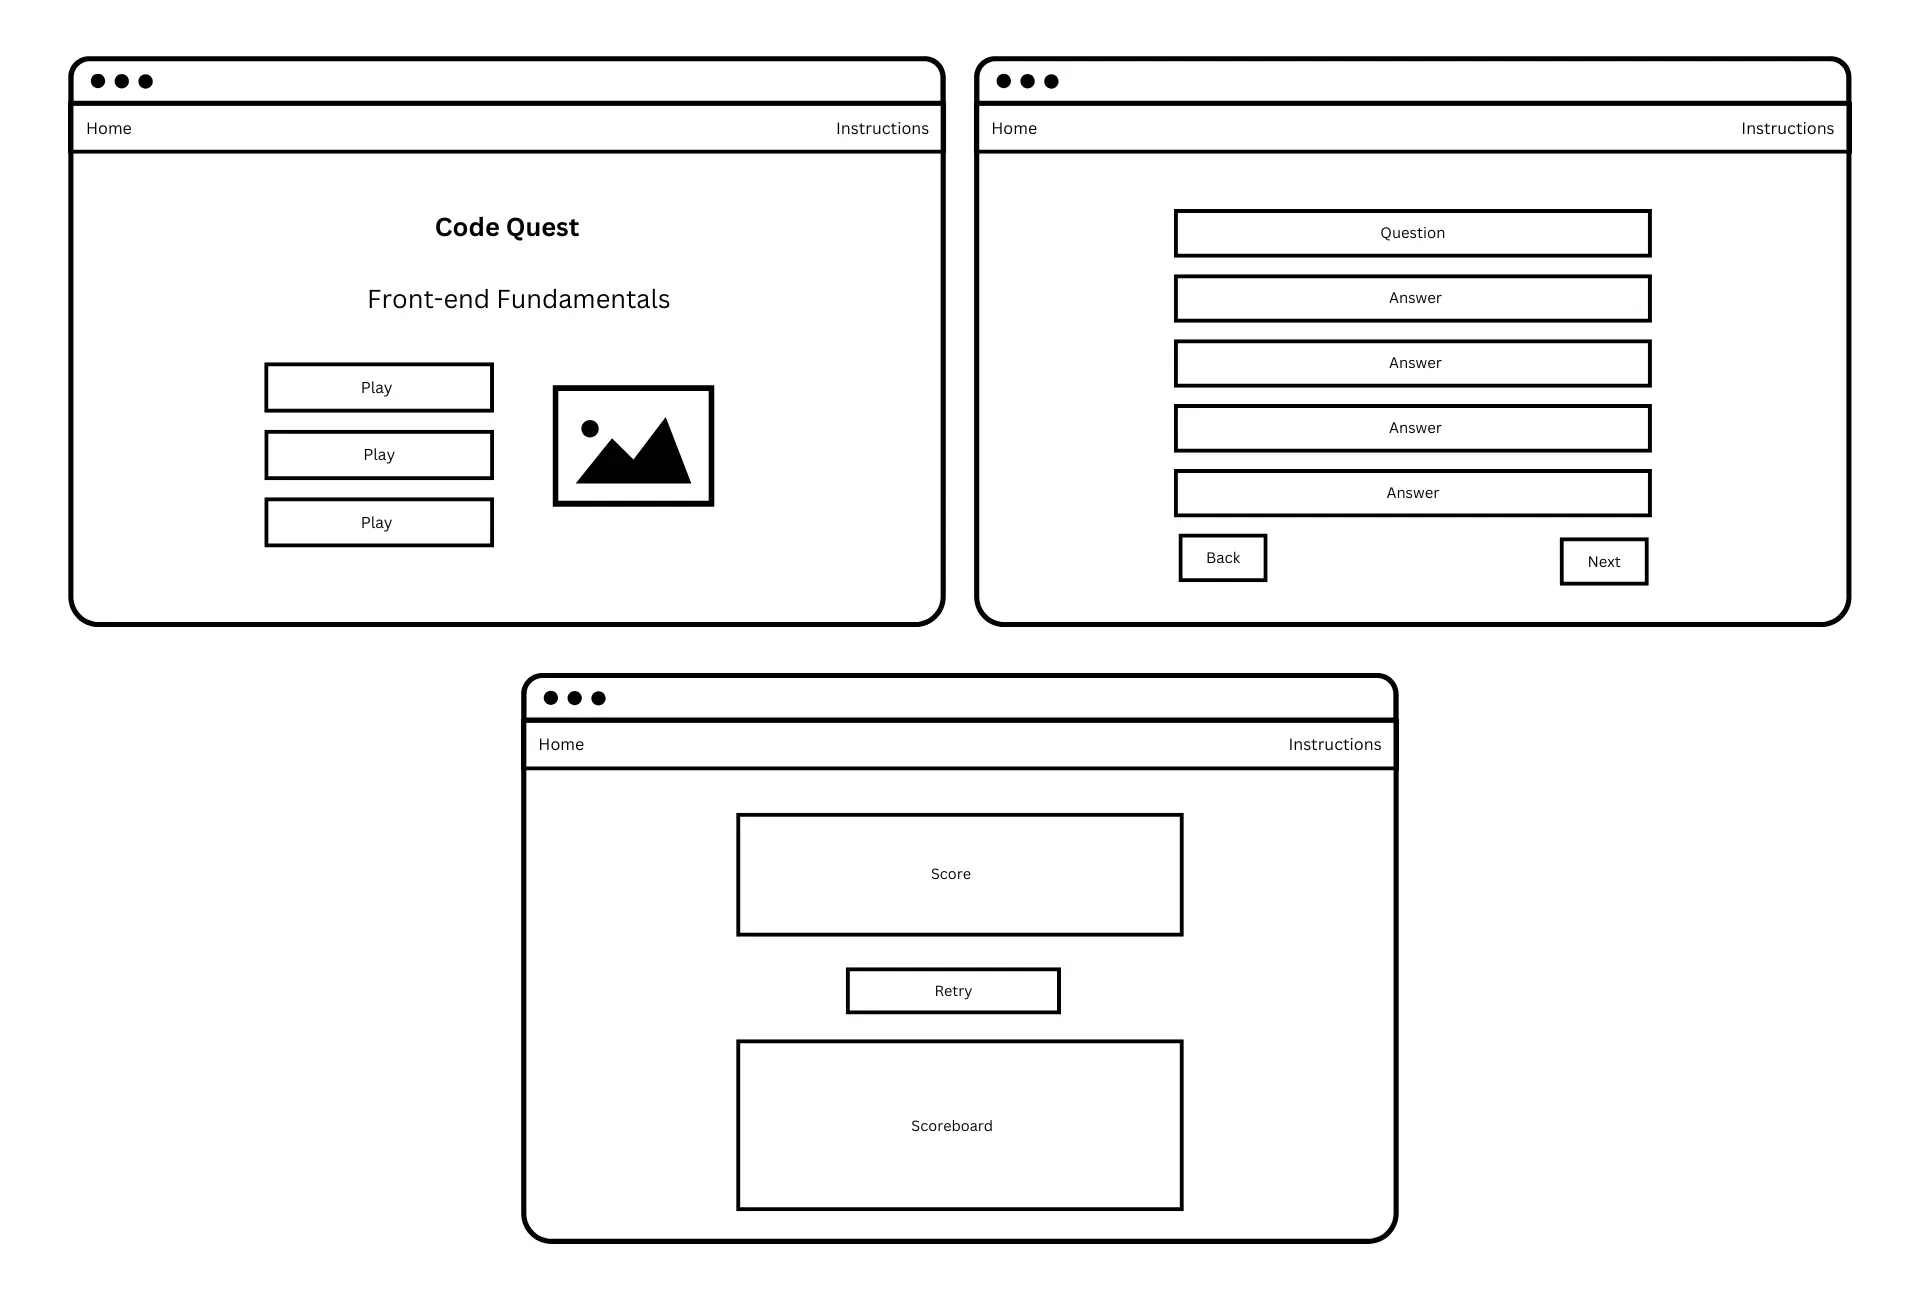 Home
Instructions
Code Quest
Front-end Fundamentals
Play
Play
Play
Home
Instructions
Question
Answer
Answer
Answer
Answer
Back
Next
Home
Instructions
Score
Retry
Scoreboard